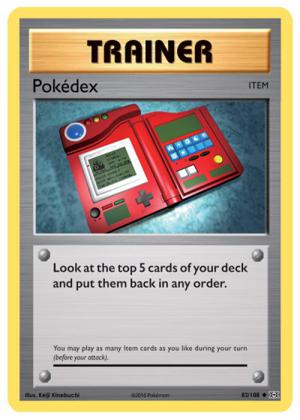 TRAINER
Pokédex
ITEM
Look at the top 5 cards of your deck
and put them back in any order.
You may play as many Item cards as you like during your turn
(before your attack).
Illus. Keiji Kinebuchi
©2016 Pokémon
82/108